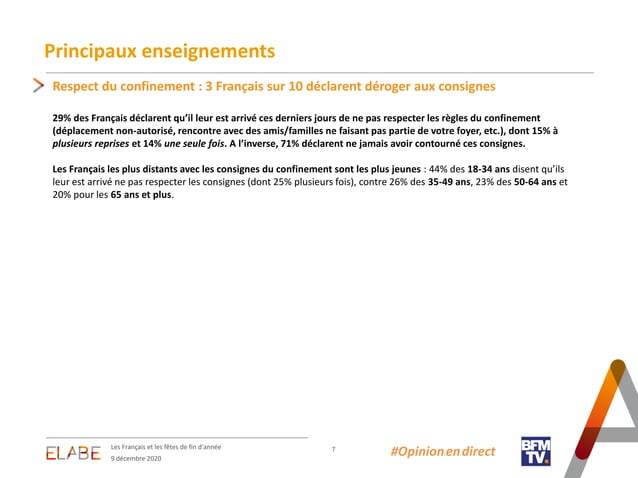 Principaux enseignements
Respect du confinement : 3 Français sur 10 déclarent déroger aux consignes
29% des Français déclarent qu’il leur est arrivé ces derniers jours de ne pas respecter les règles du confinement
(déplacement non-autorisé, rencontre avec des amis/familles ne faisant pas partie de votre foyer, etc.), dont 15% à
plusieurs reprises et 14% une seule fois. A l’inverse, 71% déclarent ne jamais avoir contourné ces consignes.
Les Français les plus distants avec les consignes du confinement sont les plus jeunes : 44% des 18-34 ans disent qu’ils
leur est arrivé ne pas respecter les consignes (dont 25% plusieurs fois), contre 26% des 35-49 ans, 23% des 50-64 ans et
20% pour les 65 ans et plus.
ELABE
Les Français et les fêtes de fin d’année
9 décembre 2020
7
#Opinion en direct
BFM
TV.